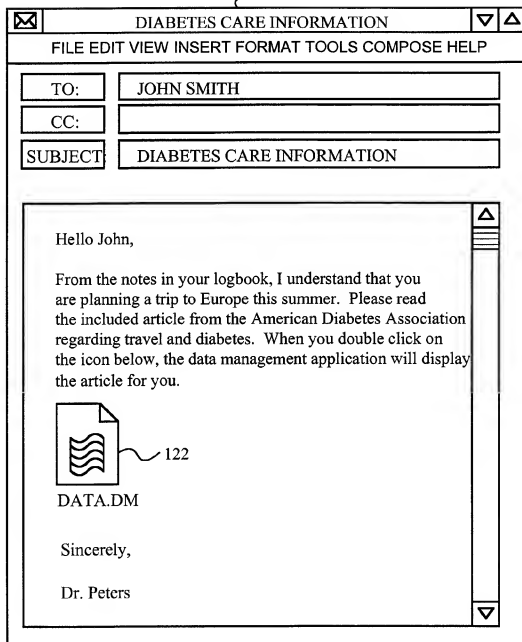 DIABETES CARE INFORMATION
FILE EDIT VIEW INSERT FORMAT TOOLS COMPOSE HELP
TO: JOHN SMITH
CC:
SUBJECT: DIABETES CARE INFORMATION
Hello John,
From the notes in your logbook, I understand that you
are planning a trip to Europe this summer. Please read
the included article from the American Diabetes Association
regarding travel and diabetes. When you double click on
the icon below, the data management application will display
the article for you.
122
DATA.DM
Sincerely,
Dr. Peters